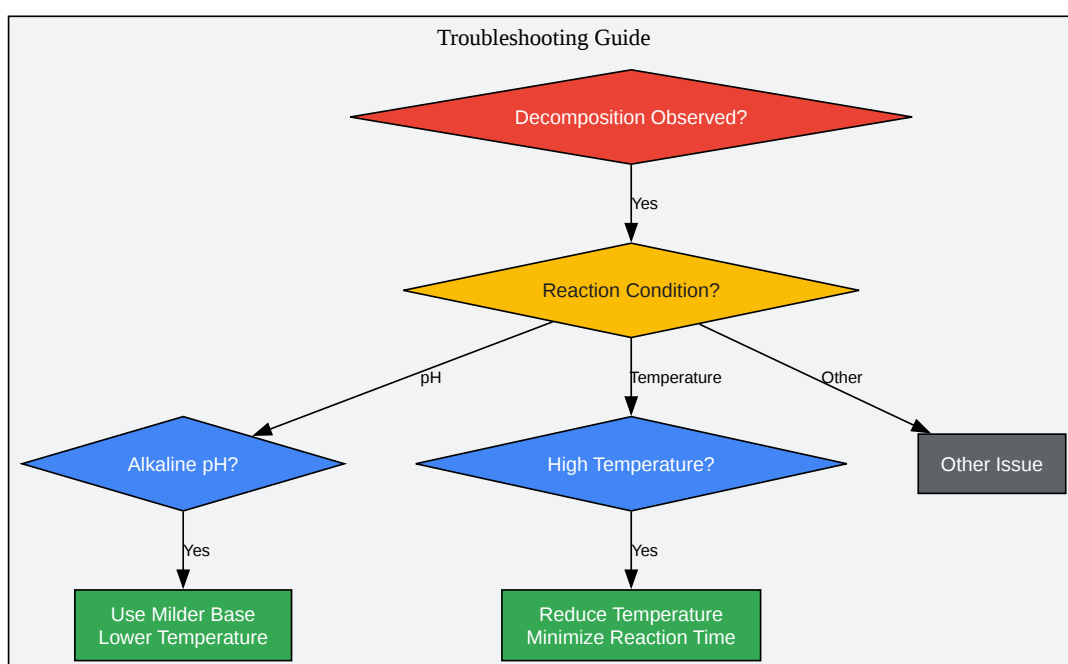 Troubleshooting Guide
Decomposition Observed?
Yes
Reaction Condition?
pH
Temperature
Other
Alkaline pH?
High Temperature?
Other Issue
Yes
Yes
Use Milder Base
Lower Temperature
Reduce Temperature
Minimize Reaction Time